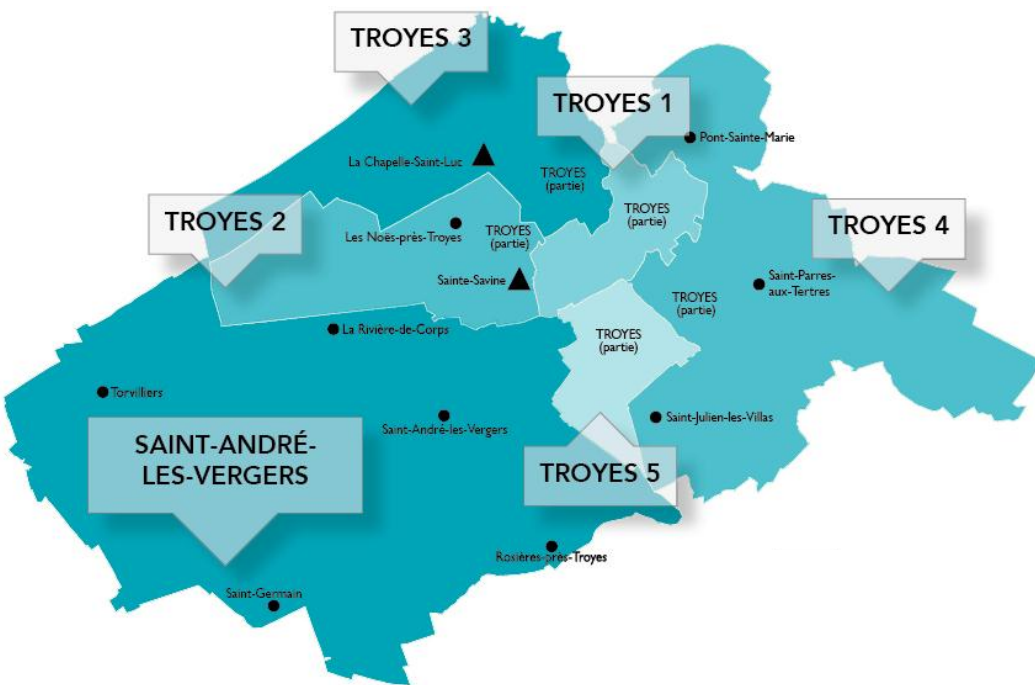 TROYES 3
TROYES 1
Pont-Sainte-Marie
La Chapelle-Saint-Luc
TROYES
(partie)
TROYES
(partie)
TROYES 2
TROYES 4
Les Noës-près-Troyes
TROYES
(partie)
Sainte-Savine
Saint-Parres-
aux-Tertres
TROYES
(partie)
La Rivière-de-Corps
TROYES
(partie)
Torvilliers
Saint-André-les-Vergers
Saint-Julien-les-Villas
SAINT-ANDRÉ-
LES-VERGERS
TROYES 5
Rosières-près-Troyes
Saint-Germain